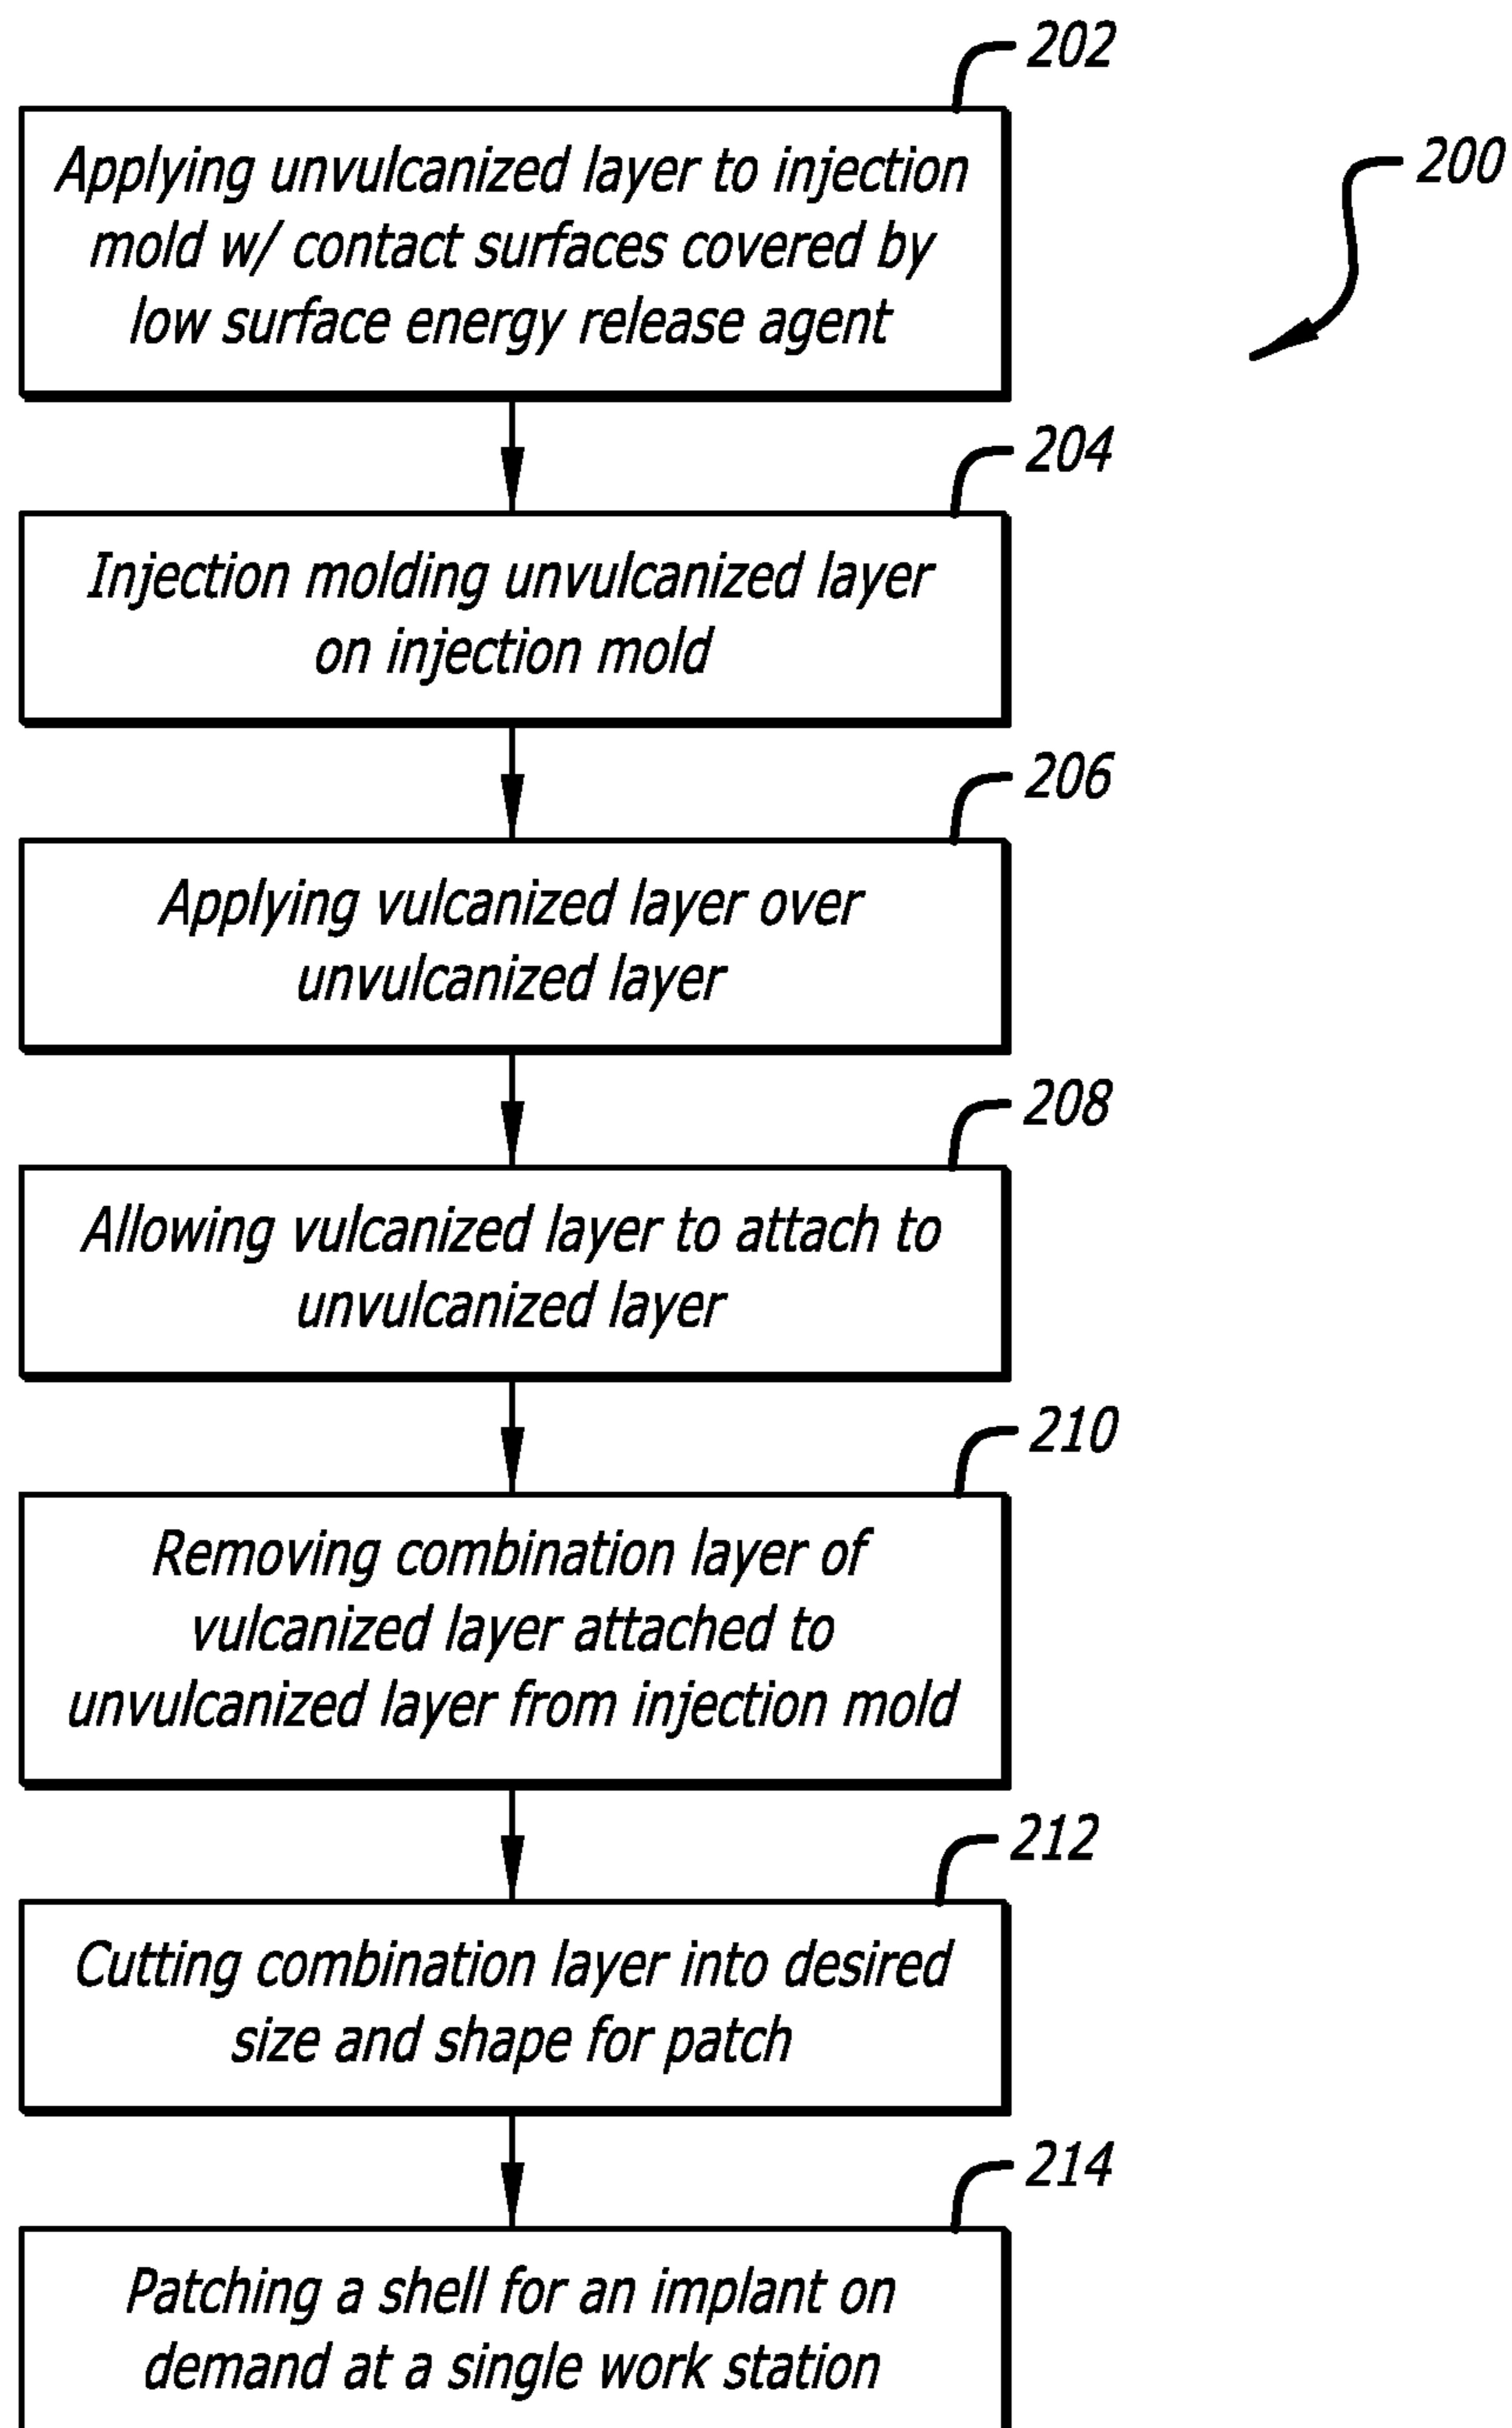 202
200
Applying unvulcanized layer to injection
mold w/ contact surfaces covered by
low surface energy release agent
204
Injection molding unvulcanized layer
on injection mold
206
Applying vulcanized layer over
unvulcanized layer
208
Allowing vulcanized layer to attach to
unvulcanized layer
210
Removing combination layer of
vulcanized layer attached to
unvulcanized layer from injection mold
212
Cutting combination layer into desired
size and shape for patch
214
Patching a shell for an implant on
demand at a single work station